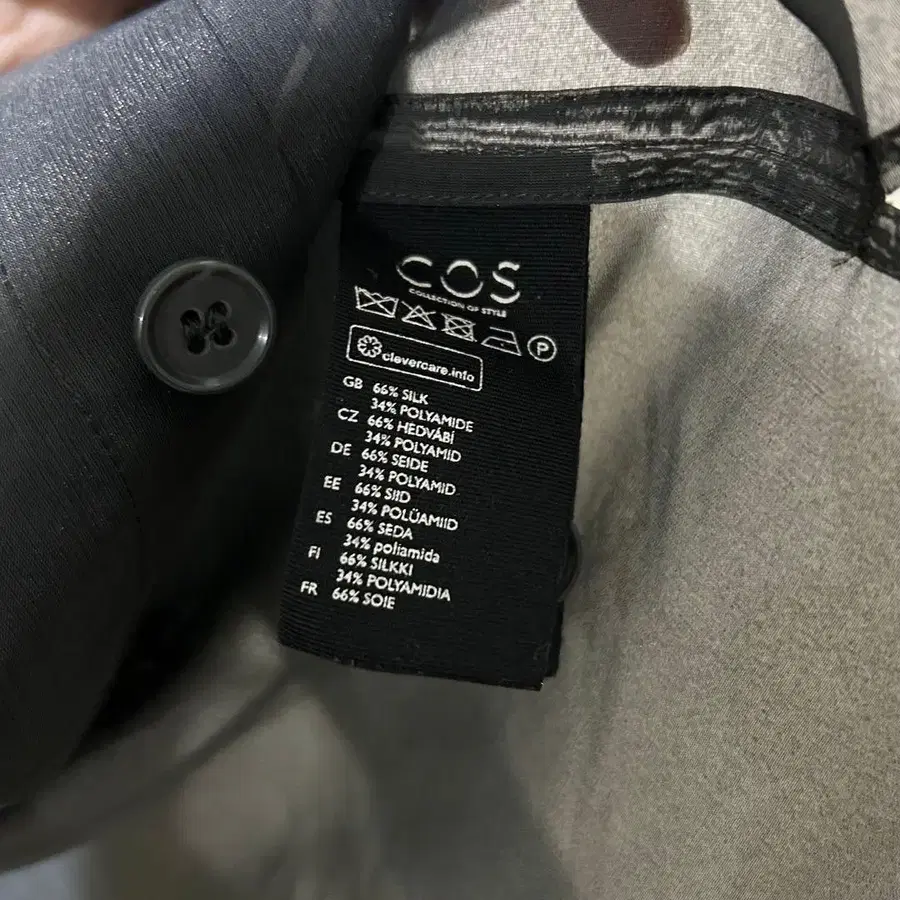 COS
COLLECTION OF STYLE
P
clevercare.info
GB 66% SILK
34% POLYAMIDE
CZ 66% HEDVÁBÍ
34% POLYAMID
DE 66% SEIDE
34% POLYAMID
EE 66% SIID
34% POLÜAMIID
ES 66% SEDA
34% poliamida
FI 66% SILKKI
34% POLYAMIDIA
FR 66% SOIE